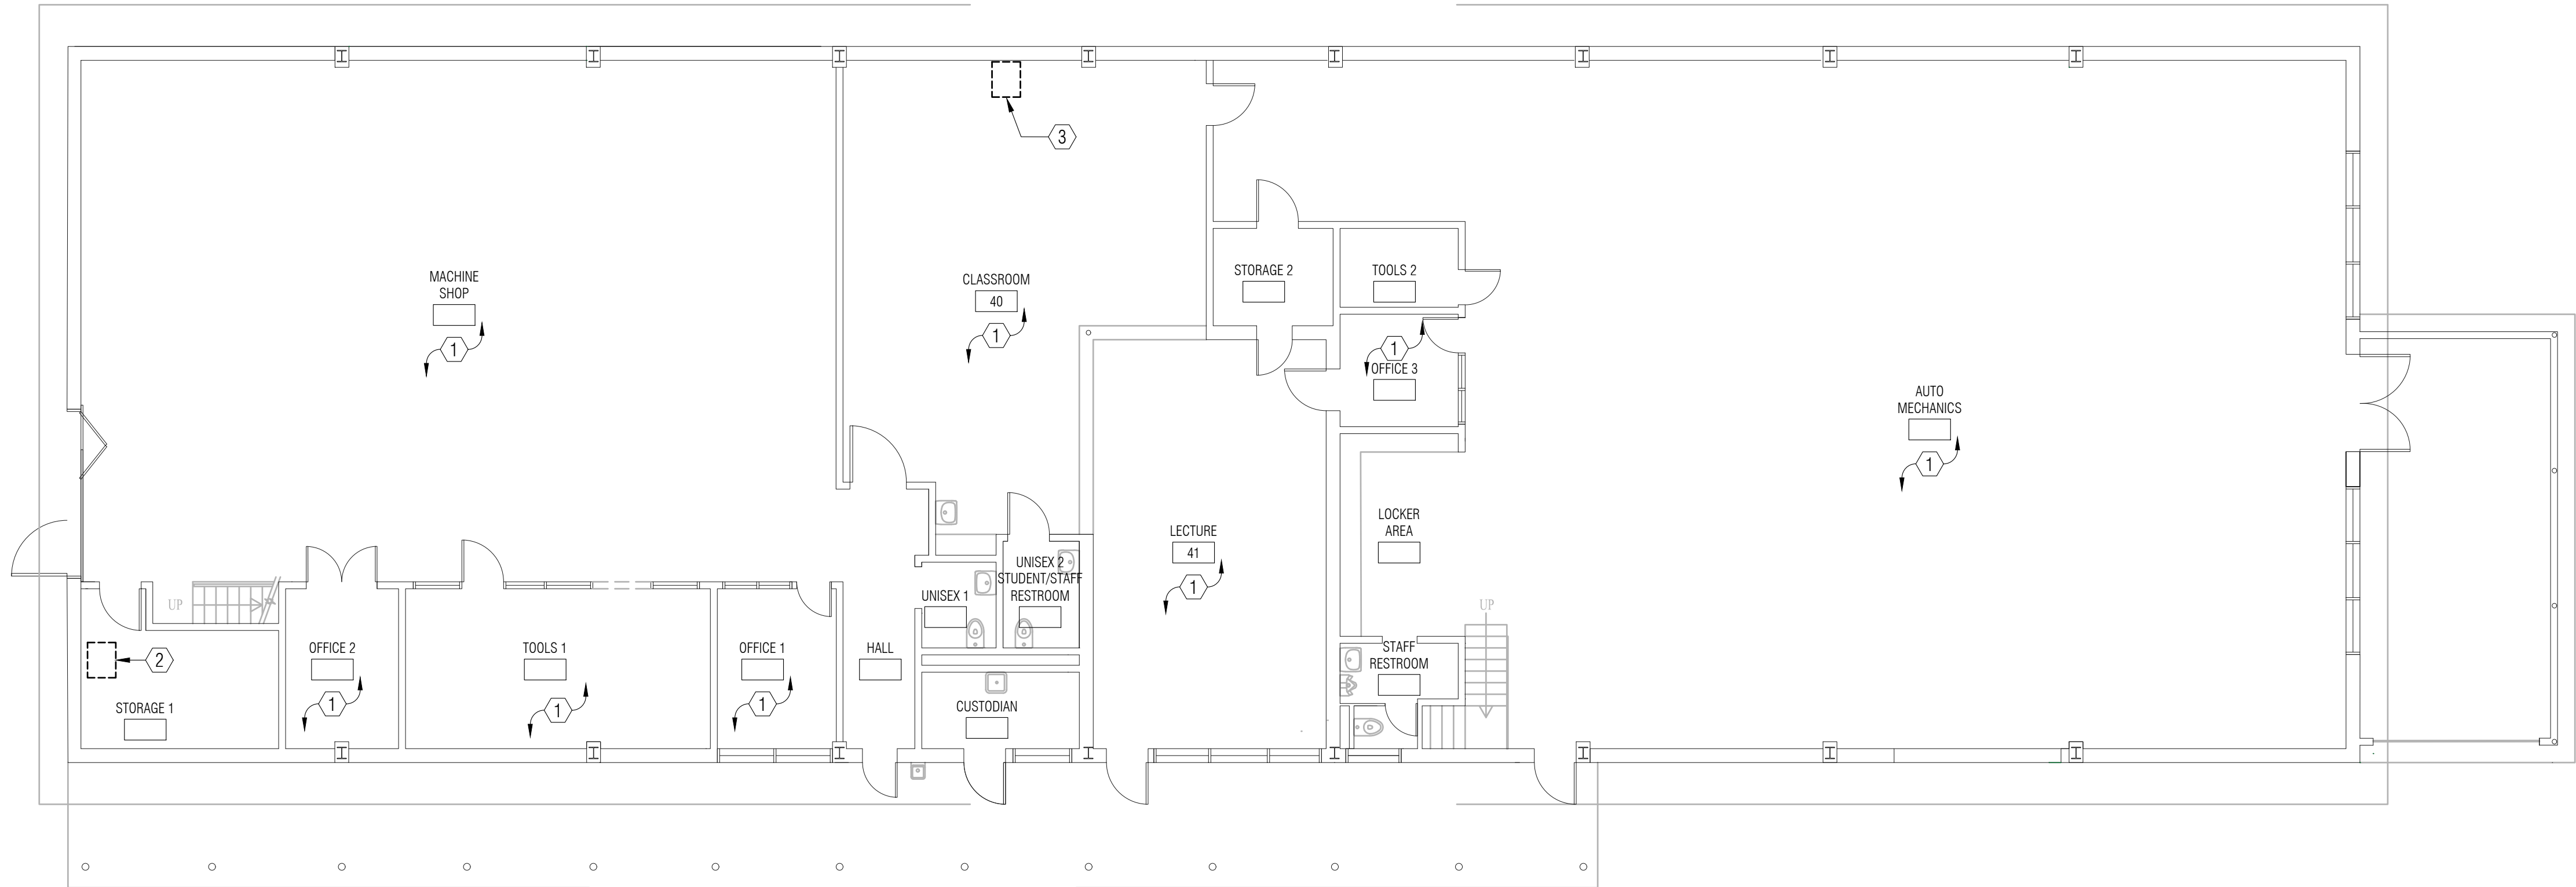 3
MACHINE
SHOP
1
CLASSROOM
40
1
STORAGE 2
TOOLS 2
1
OFFICE 3
AUTO
MECHANICS
1
LECTURE
41
1
LOCKER
AREA
UNISEX 2
STUDENT/STAFF
RESTROOM
UNISEX 1
UP
UP
2
STORAGE 1
OFFICE 2
1
TOOLS 1
1
OFFICE 1
1
HALL
CUSTODIAN
STAFF
RESTROOM